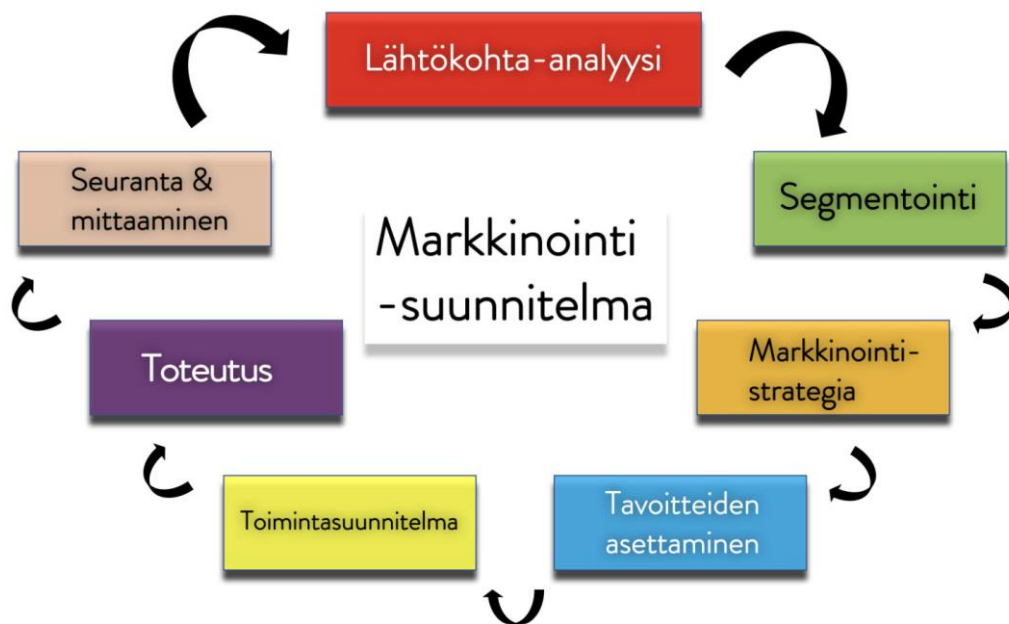 Lähtökohta-analyysi
Segmentointi
Markkinointi-
strategia
Tavoitteiden
asettaminen
Toimintasuunnitelma
Toteutus
Seuranta &
mittaaminen
Markkinointi
-suunnitelma